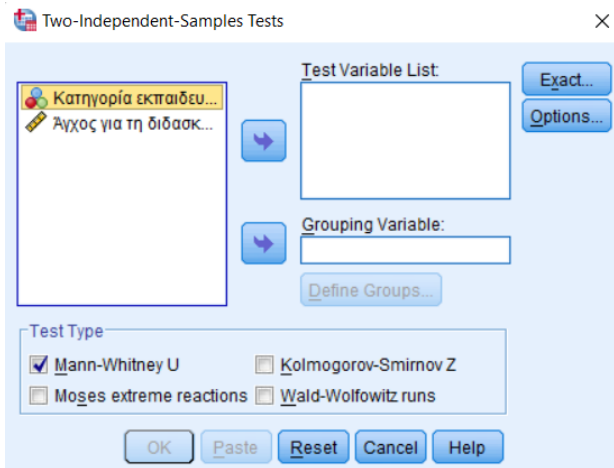 Two-Independent-Samples Tests
Test Variable List:
Κατηγορία εκπαιδευ...
Άγχος για τη διδασκ...
Exact...
Options...
Grouping Variable:
Define Groups...
Test Type
Mann-Whitney U
Kolmogorov-Smirnov Z
Moses extreme reactions
Wald-Wolfowitz runs
OK
Paste
Reset
Cancel
Help